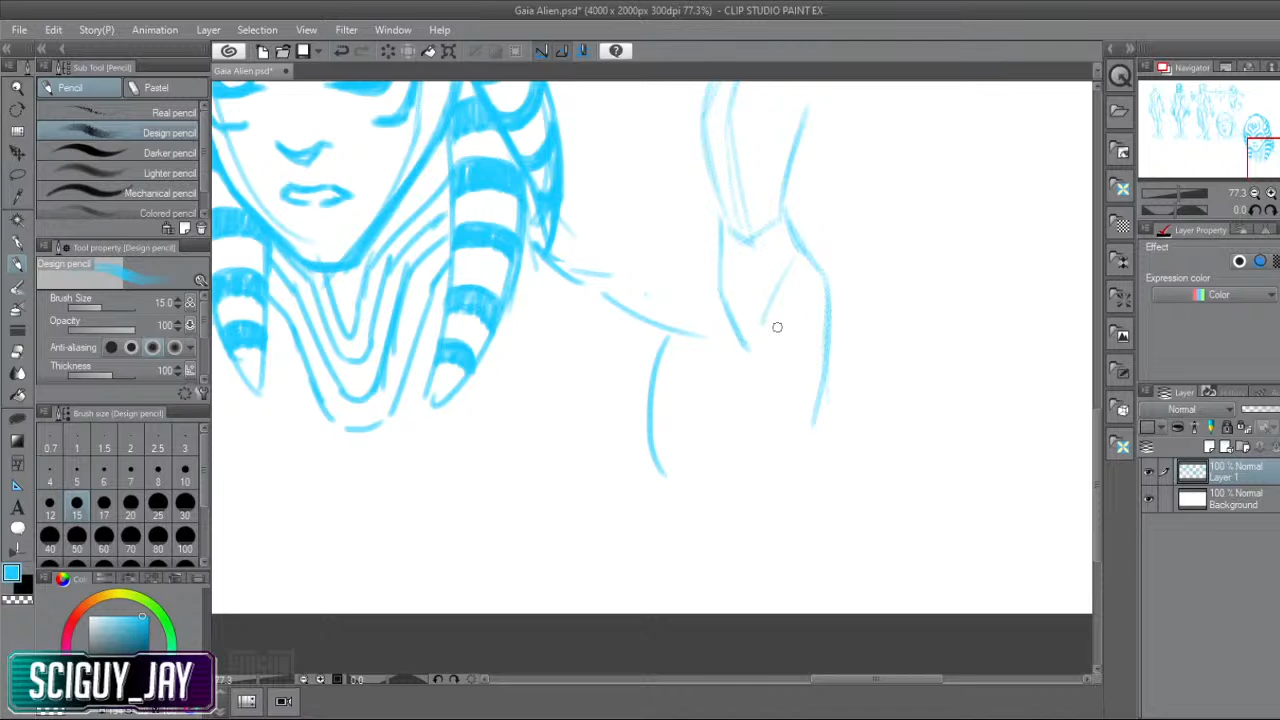 Gaia Alien.psd* (4000 x 2000px 300dpi 77.3%) - CLIP STUDIO PAINT EX
File Edit Story(P) Animation Layer Selection View Filter Window Help
Sub Tool [Pencil]
Gaia Alien.psd*
Navigator
Pencil Pastel
Real pencil
Design pencil
Darker pencil
Lighter pencil
Mechanical pencil
Colored pencil
77.3
0.0
Layer Property
Tool property [Design pencil]
Design pencil
Effect
Expression color
Color
Brush Size 15.0
Opacity 100
Anti-aliasing
Thickness 100
Layer
Normal
Brush size [Design pencil]
0.7 1 1.5 2 2.5 3
4 5 6 7 8 10
12 15 17 20 25 30
40 50 60 70 80 100
100 % Normal
Layer 1
100 % Normal
Background
SCIGUY_JAY
77.3
0.0